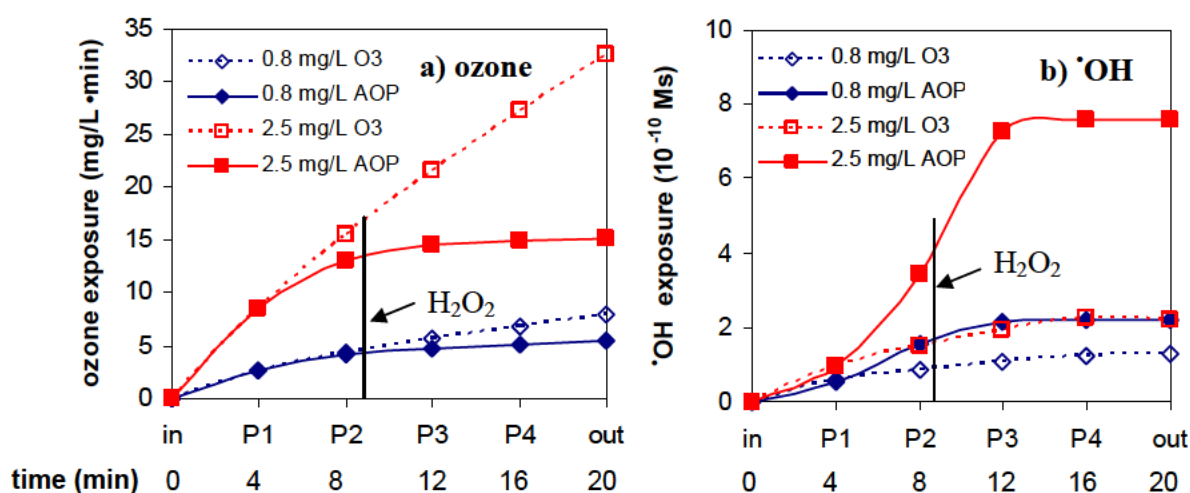 ozone exposure (mg/L •min)
35
30
25
20
15
10
5
0
0.8 mg/L O3
0.8 mg/L AOP
2.5 mg/L O3
2.5 mg/L AOP
a) ozone
H₂O₂
in P1 P2 P3 P4 out
time (min) 0 4 8 12 16 20
•OH exposure (10⁻¹⁰ Ms)
10
8
6
4
2
0
0.8 mg/L O3
0.8 mg/L AOP
2.5 mg/L O3
2.5 mg/L AOP
b) •OH
H₂O₂
in P1 P2 P3 P4 out
0 4 8 12 16 20